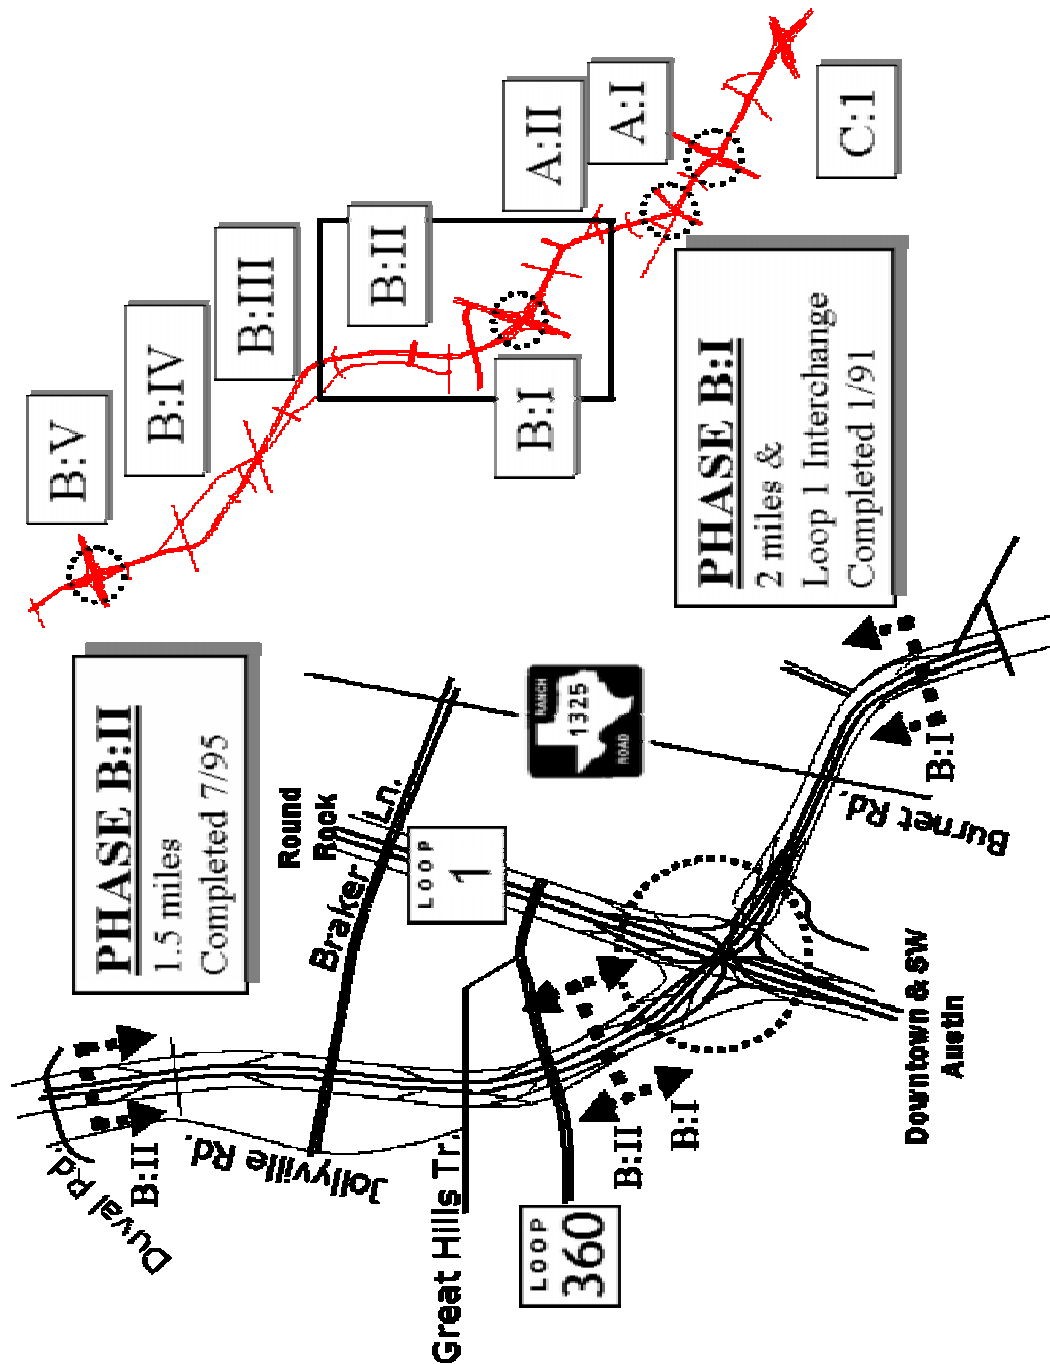 B:V
B:IV
B:III
B:II
A:II
A:I
C:1
B:I
PHASE B:II
1.5 miles
Completed 7/95
PHASE B:I
2 miles &
Loop 1 Interchange
Completed 1/91
Duval Rd.
B:II
Jollyville Rd.
Great Hills Tr.
LOOP
360
Braker Ln.
Round
Rock
LOOP
1
RANCH
1325
ROAD
B:II
B:I
Downtown & SW
Austin
Burnet Rd.
B:I